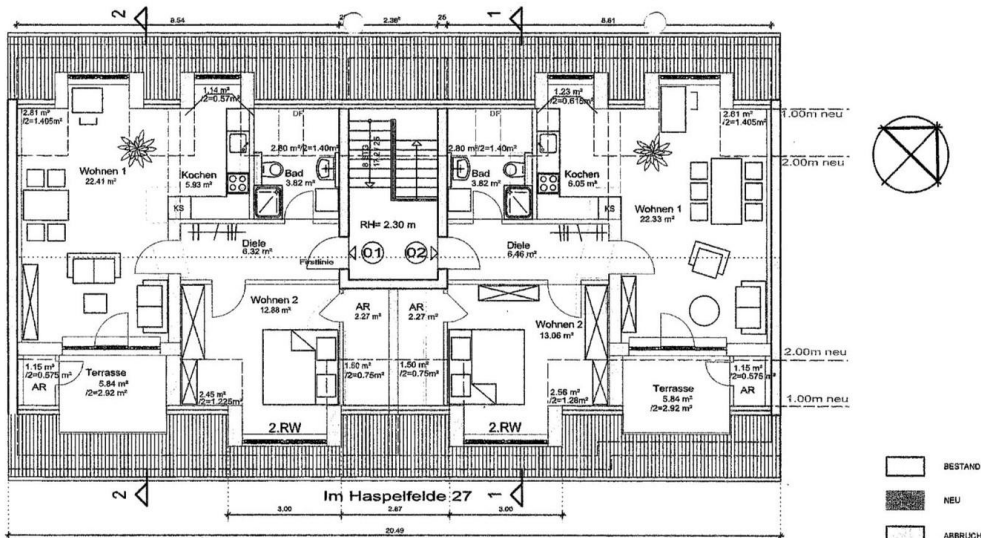 2 1
8.54 2.38⁵ 25 8.61
1.14 m²
/2=0.57m²
1.23 m²
/2=0.615m²
2.81 m²
/2=1.405m²
2.81 m²
/2=1.405m²
1.00m neu
DF DF
2.80 m²/2=1.40m²
2.80 m²/2=1.40m²
2.00m neu
Wohnen 1
22.41 m²
Kochen
5.93 m²
Bad
3.82 m²
Bad
3.82 m²
Kochen
6.05 m²
Wohnen 1
22.33 m²
KS KS
RH= 2.30 m
01 02
Diele
6.32 m²
Firstlinie
Diele
6.46 m²
Wohnen 2
12.88 m²
AR
2.27 m²
AR
2.27 m²
Wohnen 2
13.06 m²
2.00m neu
1.15 m²
/2=0.575m²
AR
Terrasse
5.84 m²
/2=2.92 m²
2.45 m²
/2=1.225m²
1.50 m²
/2=0.75m²
1.50 m²
/2=0.75m²
2.56 m²
/2=1.28m²
Terrasse
5.84 m²
/2=2.92 m²
1.15 m²
/2=0.575 m²
AR
1.00m neu
2.RW 2.RW
2 1
Im Haspelfelde 27
3.00 2.87 3.00
20.49
BESTAND
NEU
ABBRUCH